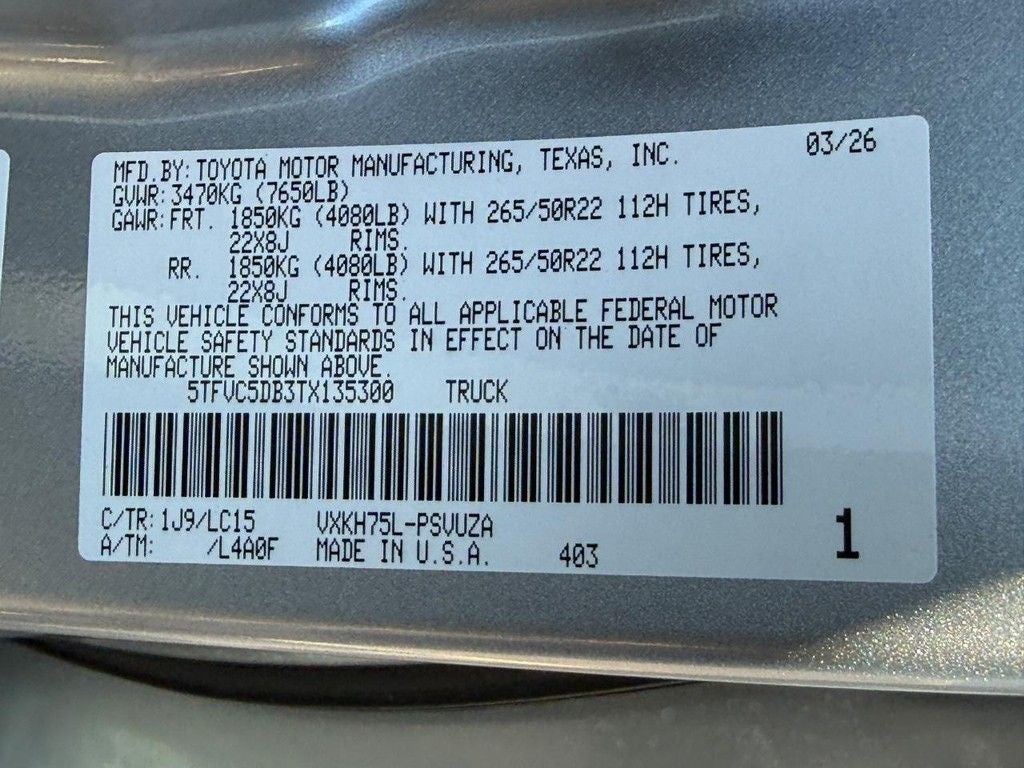 MFD.BY:TOYOTA MOTOR MANUFACTURING, TEXAS, INC. 03/26
GVWR:3470KG (7650LB)
GAWR:FRT. 1850KG (4080LB) WITH 265/50R22 112H TIRES,
22X8J RIMS.
RR. 1850KG (4080LB) WITH 265/50R22 112H TIRES,
22X8J RIMS.
THIS VEHICLE CONFORMS TO ALL APPLICABLE FEDERAL MOTOR
VEHICLE SAFETY STANDARDS IN EFFECT ON THE DATE OF
MANUFACTURE SHOWN ABOVE.
5TFVC5DB3TX135300 TRUCK
C/TR:1J9/LC15 VXKH75L-PSVUZA
A/TM: /L4A0F MADE IN U.S.A. 403 1